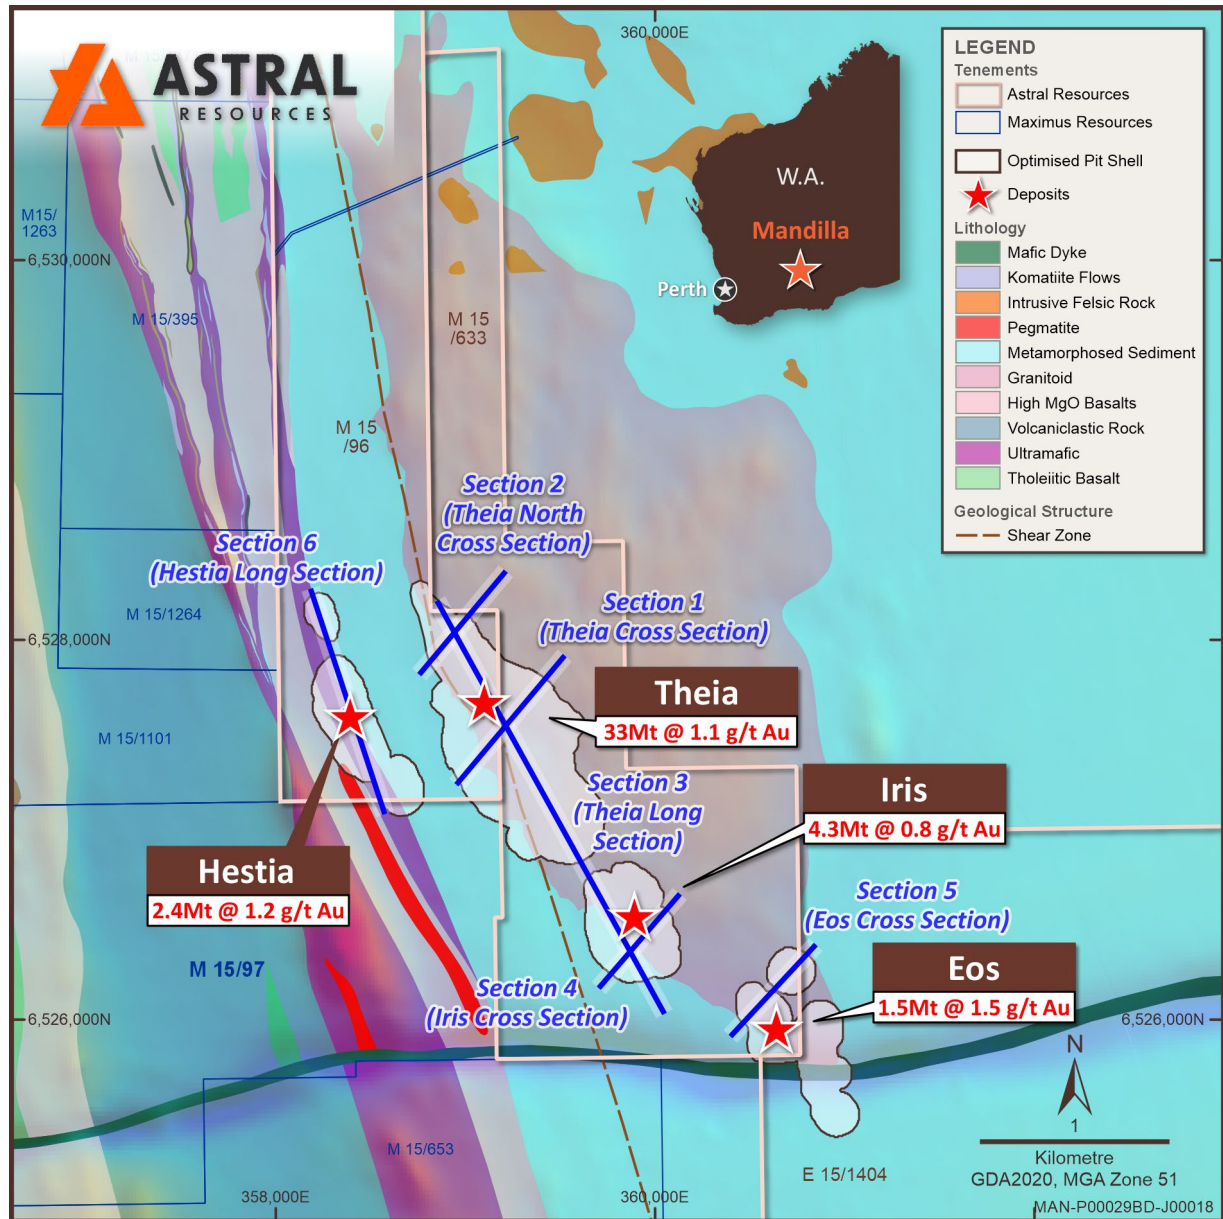 ASTRAL
RESOURCES
360,000E
LEGEND
Tenements
Astral Resources
Maximus Resources
Optimised Pit Shell
Deposits
Lithology
Mafic Dyke
Komatiite Flows
Intrusive Felsic Rock
Pegmatite
Metamorphosed Sediment
Granitoid
High MgO Basalts
Volcaniclastic Rock
Ultramafic
Tholeiitic Basalt
Geological Structure
Shear Zone
W.A.
Mandilla
Perth
M15/
1263
6,530,000N
M 15/395
M 15
/633
M 15
/96
Section 2
(Theia North
Cross Section)
Section 6
(Hestia Long Section)
Section 1
(Theia Cross Section)
M 15/1264
6,528,000N
Theia
33Mt @ 1.1 g/t Au
M 15/1101
Section 3
(Theia Long
Section)
Iris
4.3Mt @ 0.8 g/t Au
Hestia
2.4Mt @ 1.2 g/t Au
Section 5
(Eos Cross Section)
M 15/97
Eos
1.5Mt @ 1.5 g/t Au
Section 4
(Iris Cross Section)
6,526,000N
6,526,000N
N
1
Kilometre
GDA2020, MGA Zone 51
M 15/653
E 15/1404
358,000E
360,000E
MAN-P00029BD-J00018